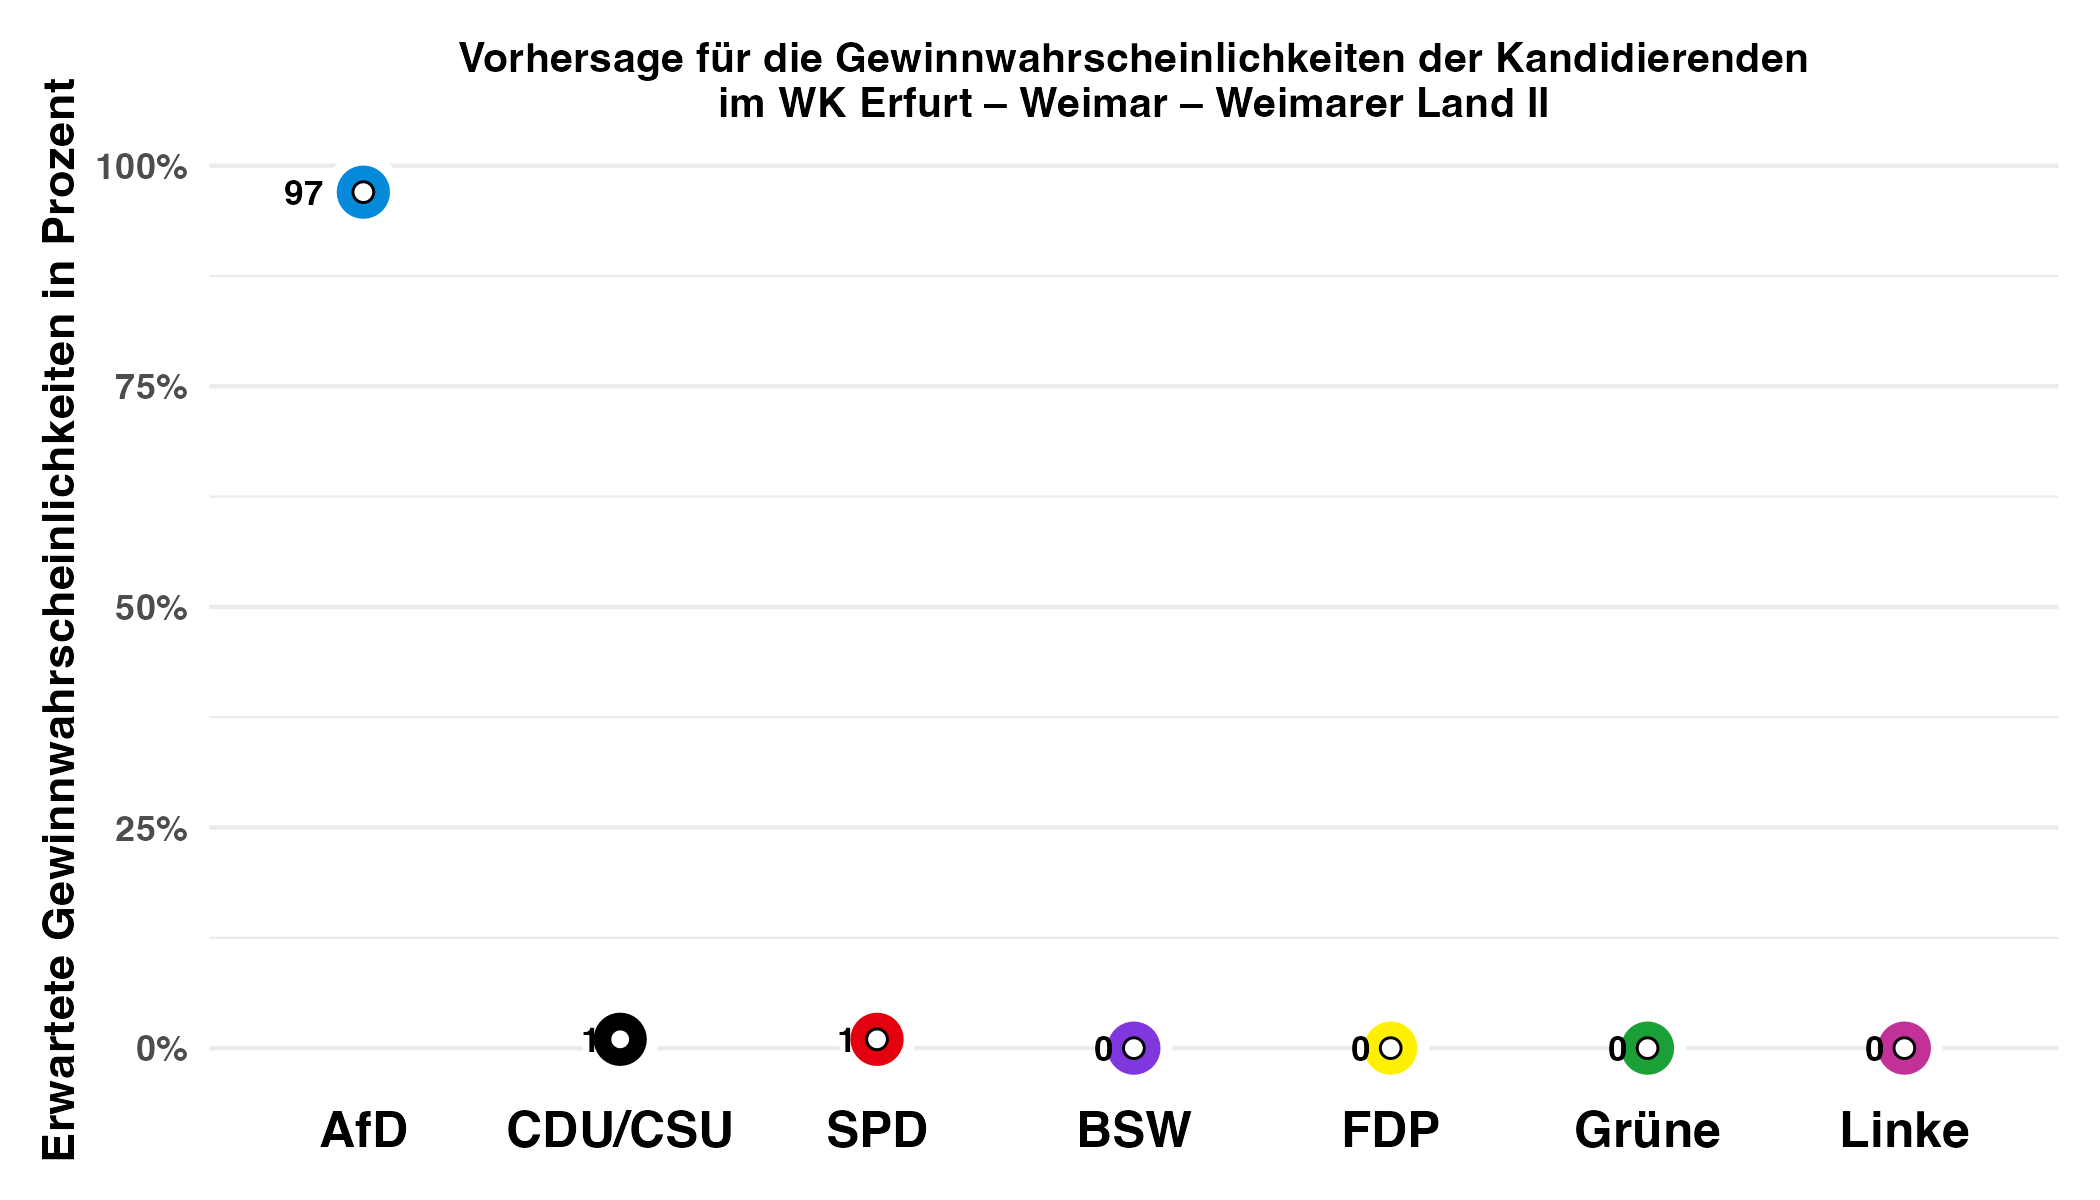 Vorhersage für die Gewinnwahrscheinlichkeiten der Kandidierenden
im WK Erfurt – Weimar – Weimarer Land II
Erwartete Gewinnwahrscheinlichkeiten in Prozent
100%
75%
50%
25%
0%
97
1
1
0
0
0
0
AfD
CDU/CSU
SPD
BSW
FDP
Grüne
Linke